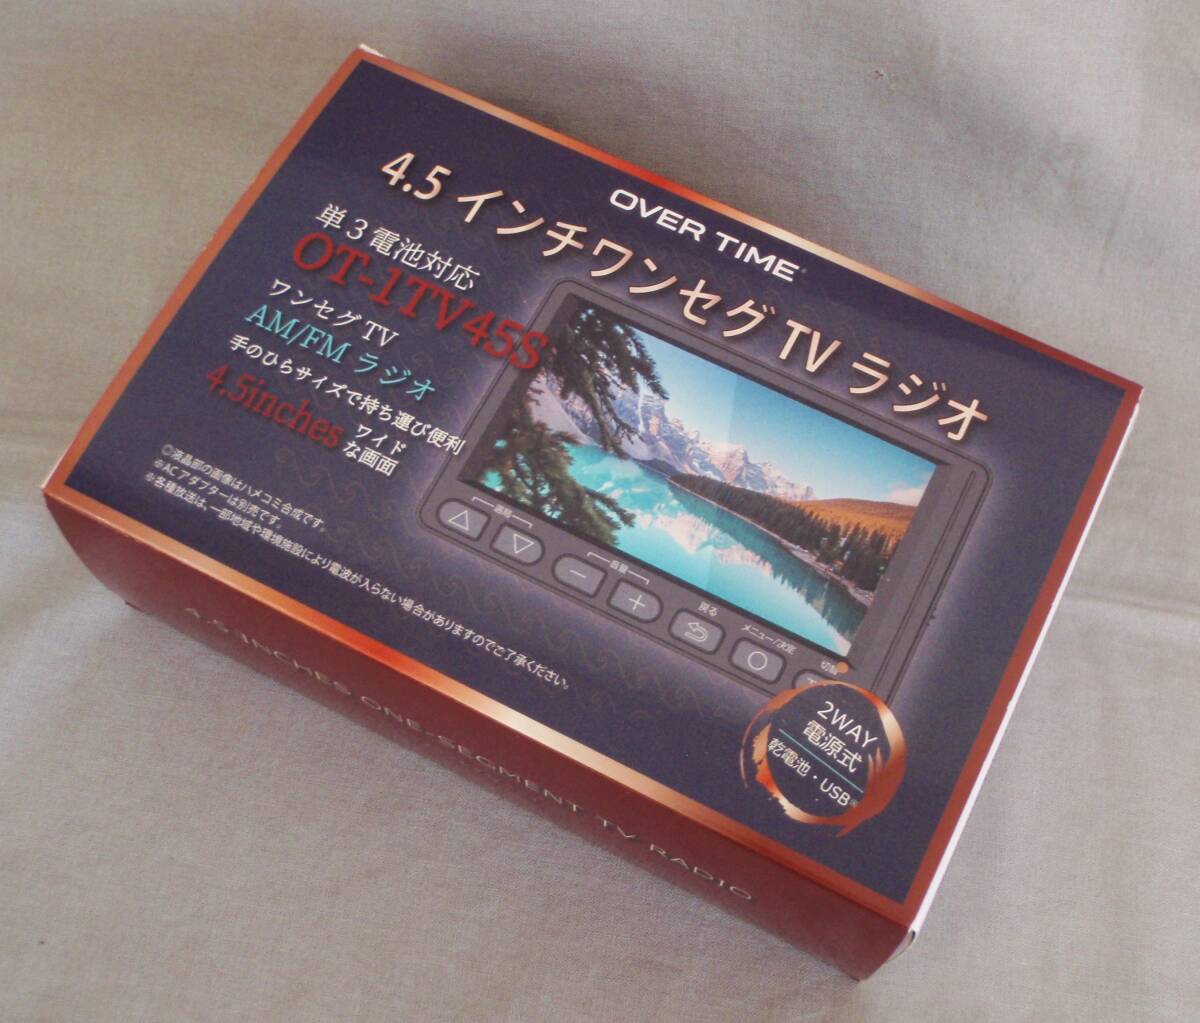 OVER TIME
4.5 インチワンセグ TV ラジオ
単3電池対応
OT-1TV45S
ワンセグTV
AM/FM ラジオ
手のひらサイズで持ち運び便利
4.5inches
ワイド
な画面
◎液晶部の画像はハメコミ合成です。
※ACアダプターは別売です。
※各種放送は、一部地域や環境施設により電波が入らない場合がありますのでご了承ください。
選局
音量
戻る
メニュー/決定
切替
2WAY
電源式
乾電池・USB
4.5 INCHES ONE-SEGMENT TV RADIO